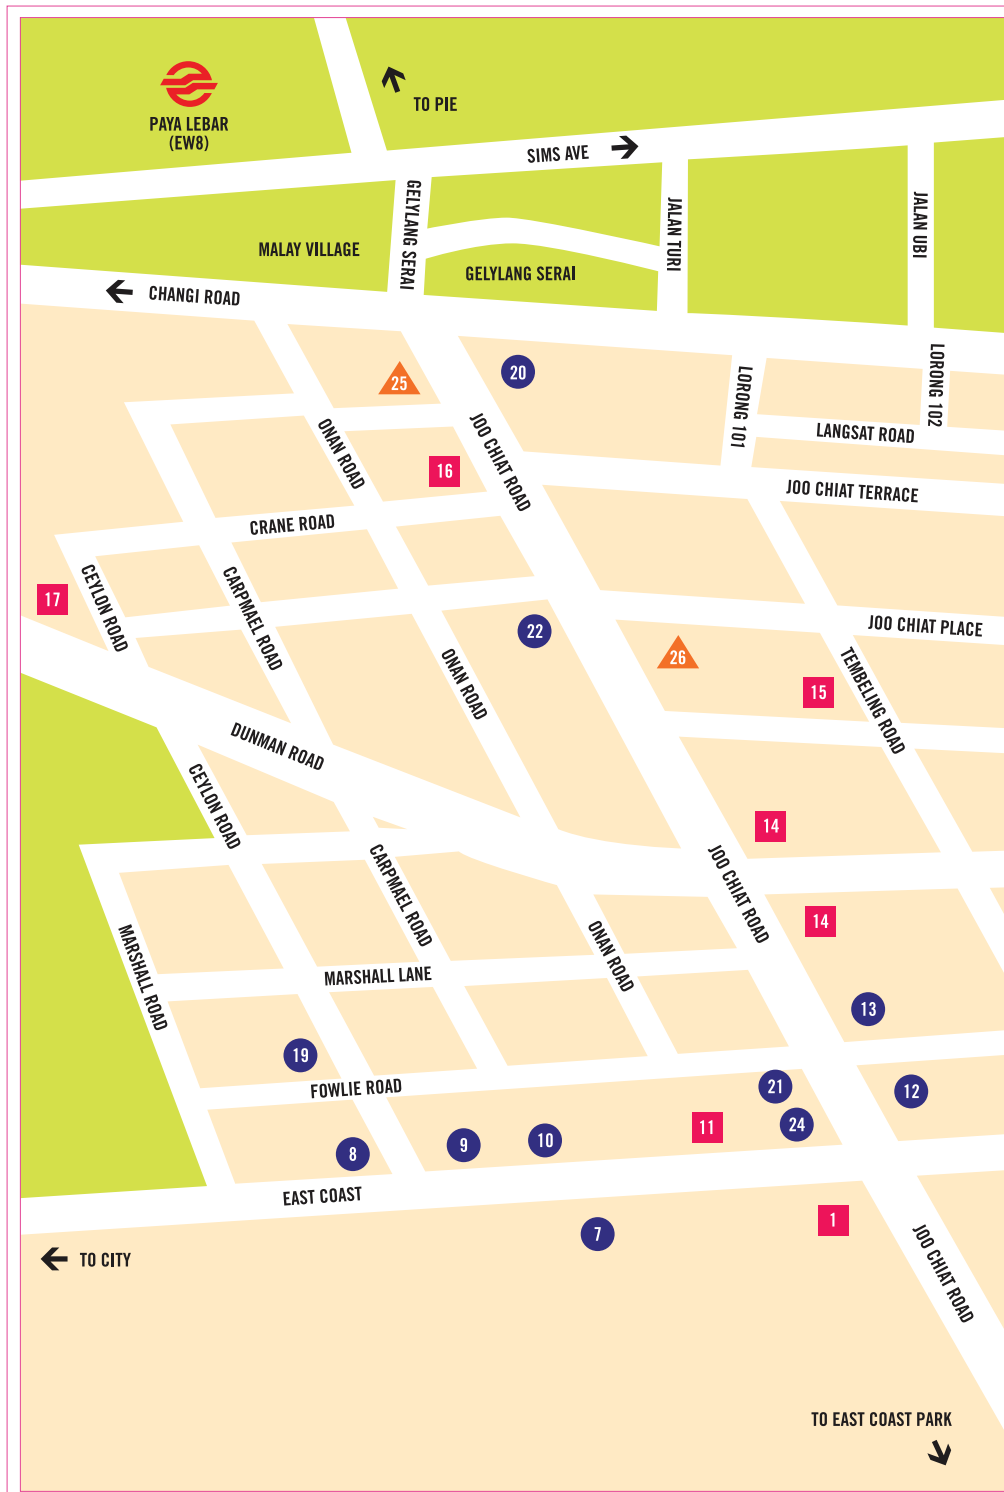 PAYA LEBAR
(EW8)
TO PIE
SIMS AVE
GELYLANG SERAI
JALAN TURI
JALAN UBI
MALAY VILLAGE
GELYLANG SERAI
CHANGI ROAD
20
25
LORONG 101
LORONG 102
ONAN ROAD
JOO CHIAT ROAD
LANGSAT ROAD
16
JOO CHIAT TERRACE
CRANE ROAD
17
CEYLON ROAD
CARPMAEL ROAD
22
JOO CHIAT PLACE
26
ONAN ROAD
15
TEMBELING ROAD
DUNMAN ROAD
CEYLON ROAD
14
CARPMAEL ROAD
JOO CHIAT ROAD
14
MARSHALL ROAD
MARSHALL LANE
ONAN ROAD
13
19
FOWLIE ROAD
21
12
11
24
8
9
10
EAST COAST
7
1
TO CITY
JOO CHIAT ROAD
TO EAST COAST PARK